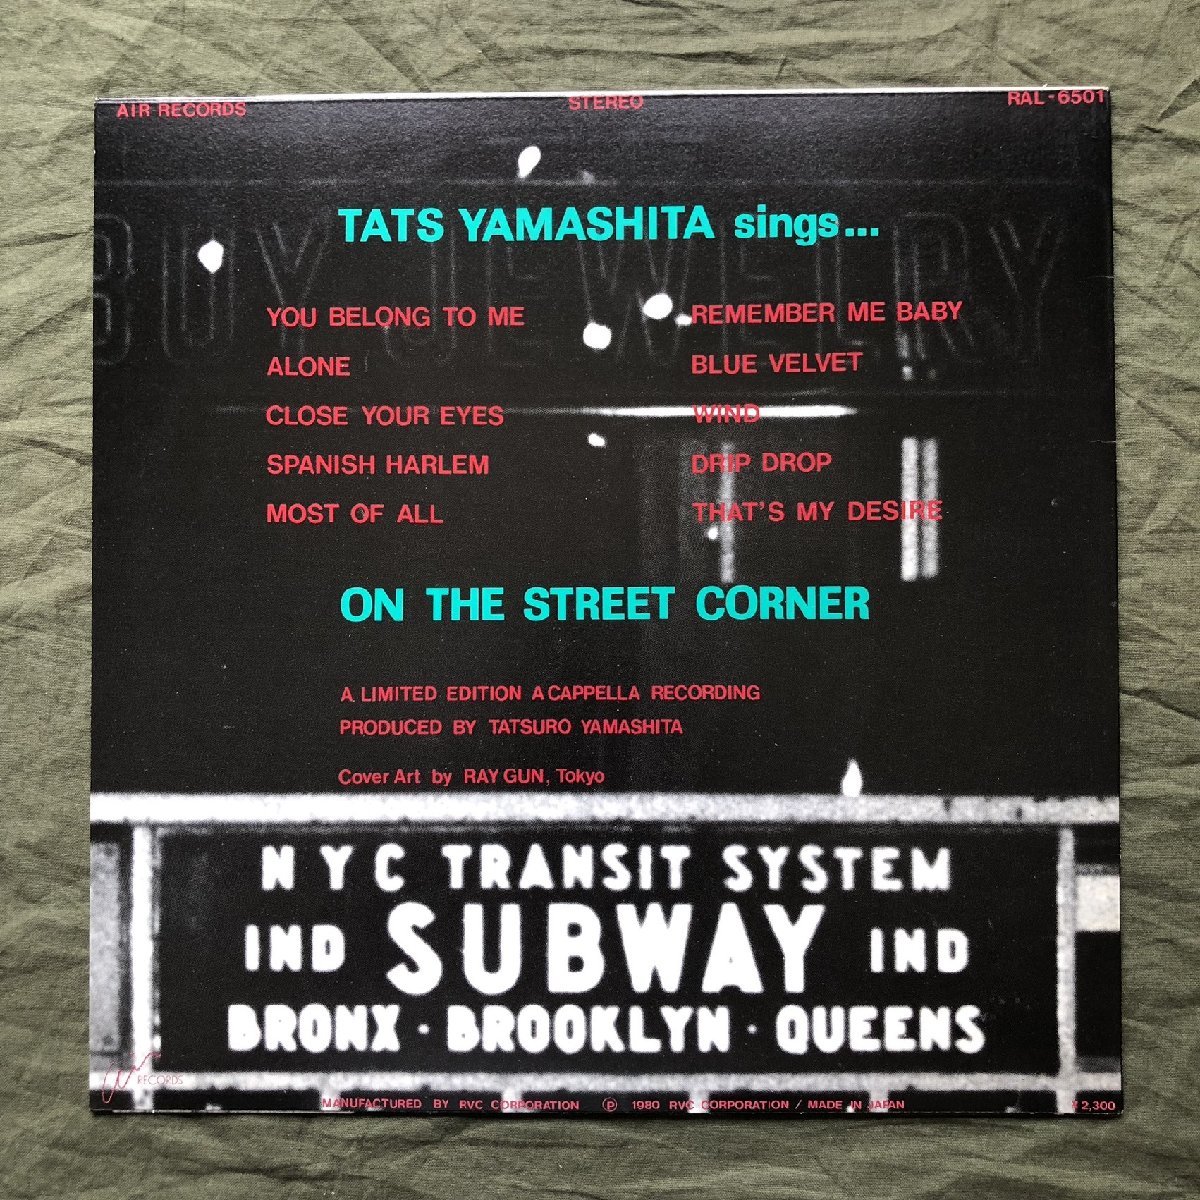 AIR RECORDS
STEREO
RAL-6501
TATS YAMASHITA sings...
BUY JEWELRY
YOU BELONG TO ME
ALONE
CLOSE YOUR EYES
SPANISH HARLEM
MOST OF ALL
REMEMBER ME BABY
BLUE VELVET
WIND
DRIP DROP
THAT'S MY DESIRE
ON THE STREET CORNER
A LIMITED EDITION A CAPPELLA RECORDING
PRODUCED BY TATSURO YAMASHITA
Cover Art by RAY GUN, Tokyo
NYC TRANSIT SYSTEM
IND SUBWAY IND
BRONX · BROOKLYN · QUEENS
Air RECORDS
MANUFACTURED BY RVC CORPORATION Ⓟ 1980 RVC CORPORATION / MADE IN JAPAN
¥2,300